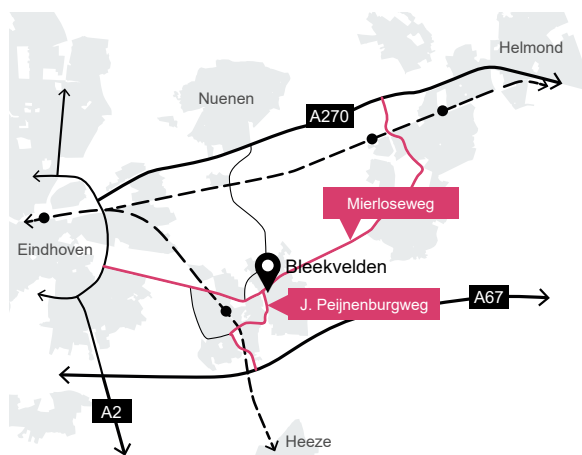 Helmond
Nuenen
A270
Mierloseweg
Eindhoven
Bleekvelden
J. Peijnenburgweg
A67
A2
Heeze